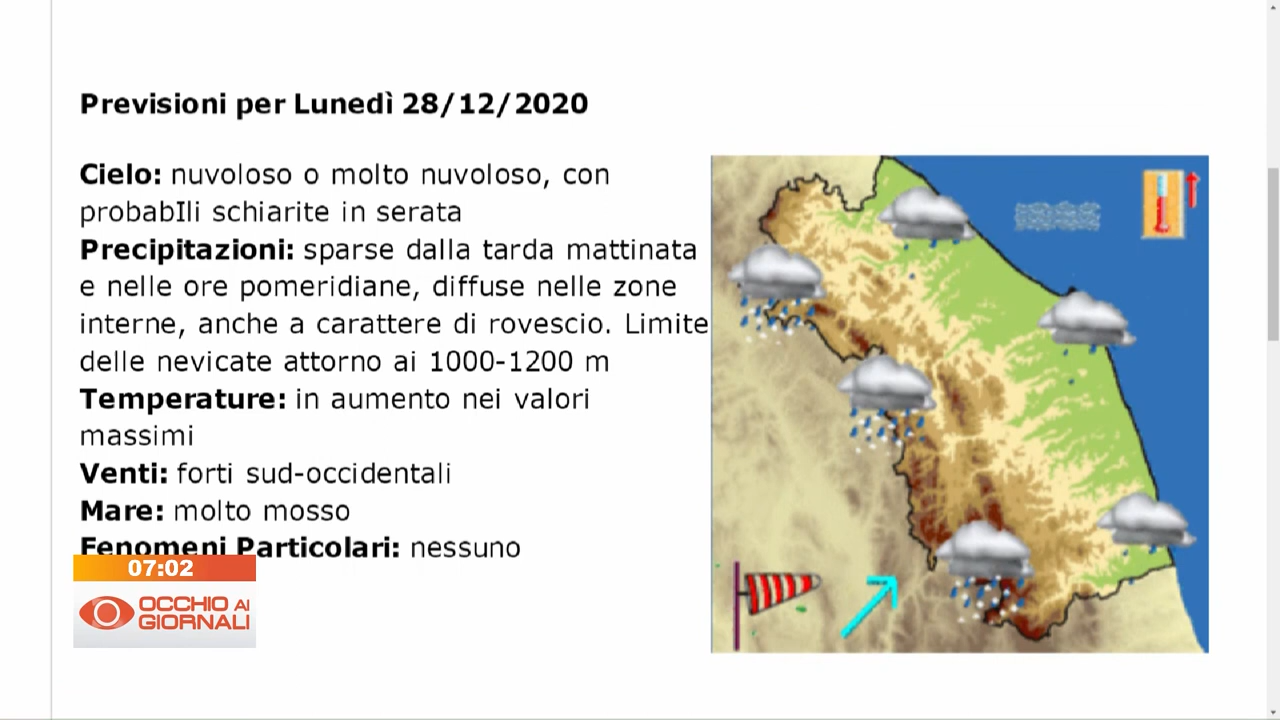 Previsioni per Lunedì 28/12/2020
Cielo: nuvoloso o molto nuvoloso, con
probabIli schiarite in serata
Precipitazioni: sparse dalla tarda mattinata
e nelle ore pomeridiane, diffuse nelle zone
interne, anche a carattere di rovescio. Limite
delle nevicate attorno ai 1000-1200 m
Temperature: in aumento nei valori
massimi
Venti: forti sud-occidentali
Mare: molto mosso
Fenomeni Particolari: nessuno
07:02
OCCHIO AI
GIORNALI